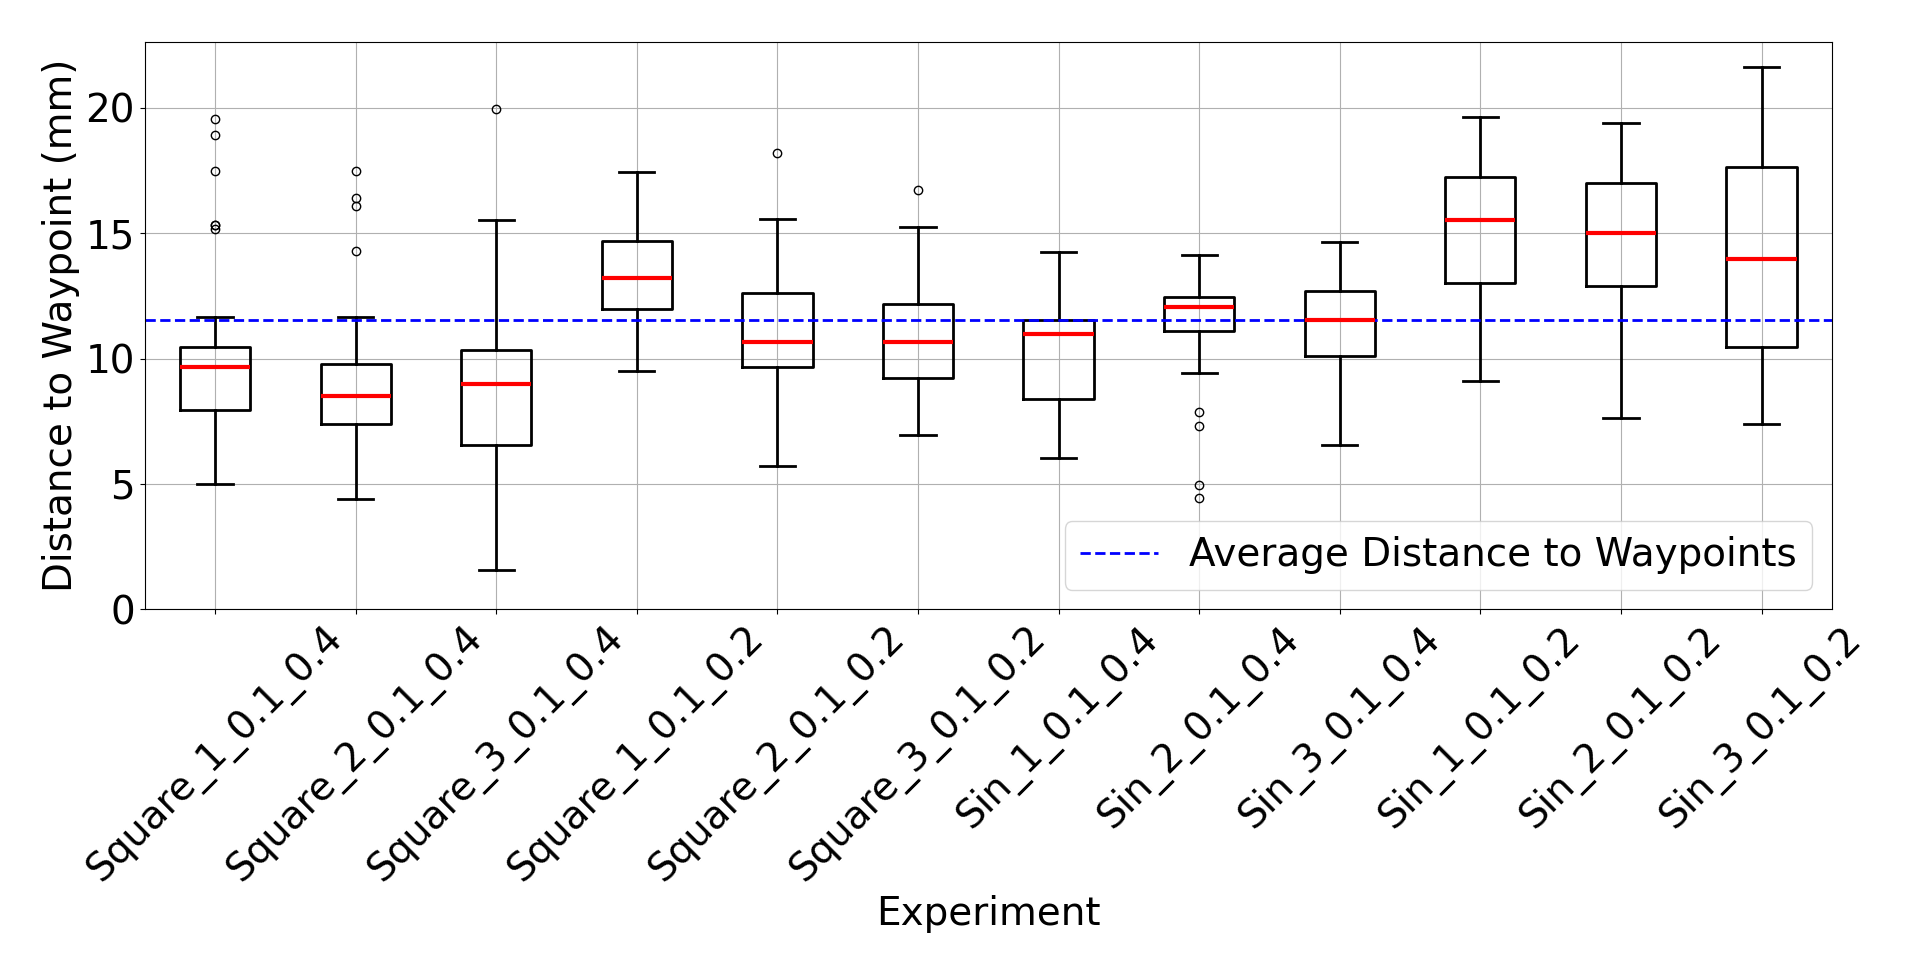 Distance to Waypoint (mm)
20
15
10
5
0
Average Distance to Waypoints
Square_1_0.1_0.4
Square_2_0.1_0.4
Square_3_0.1_0.4
Square_1_0.1_0.2
Square_2_0.1_0.2
Square_3_0.1_0.2
Sin_1_0.1_0.4
Sin_2_0.1_0.4
Sin_3_0.1_0.4
Sin_1_0.1_0.2
Sin_2_0.1_0.2
Sin_3_0.1_0.2
Experiment